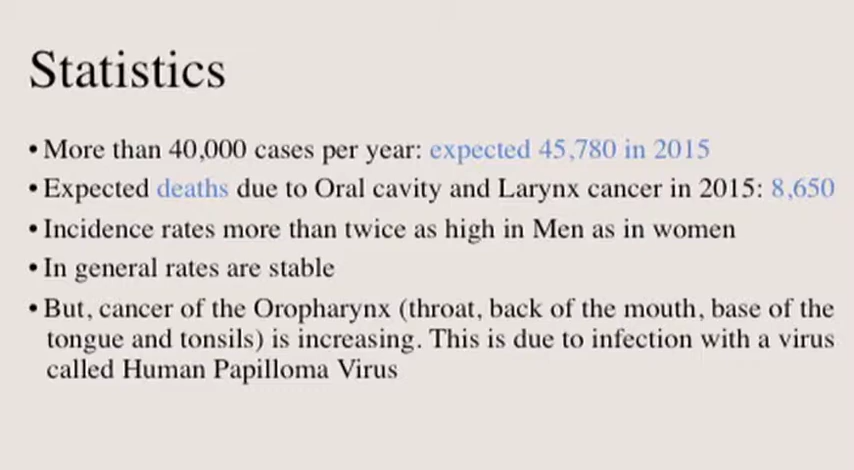 Statistics
• More than 40,000 cases per year: expected 45,780 in 2015
• Expected deaths due to Oral cavity and Larynx cancer in 2015: 8,650
• Incidence rates more than twice as high in Men as in women
• In general rates are stable
• But, cancer of the Oropharynx (throat, back of the mouth, base of the
tongue and tonsils) is increasing. This is due to infection with a virus
called Human Papilloma Virus